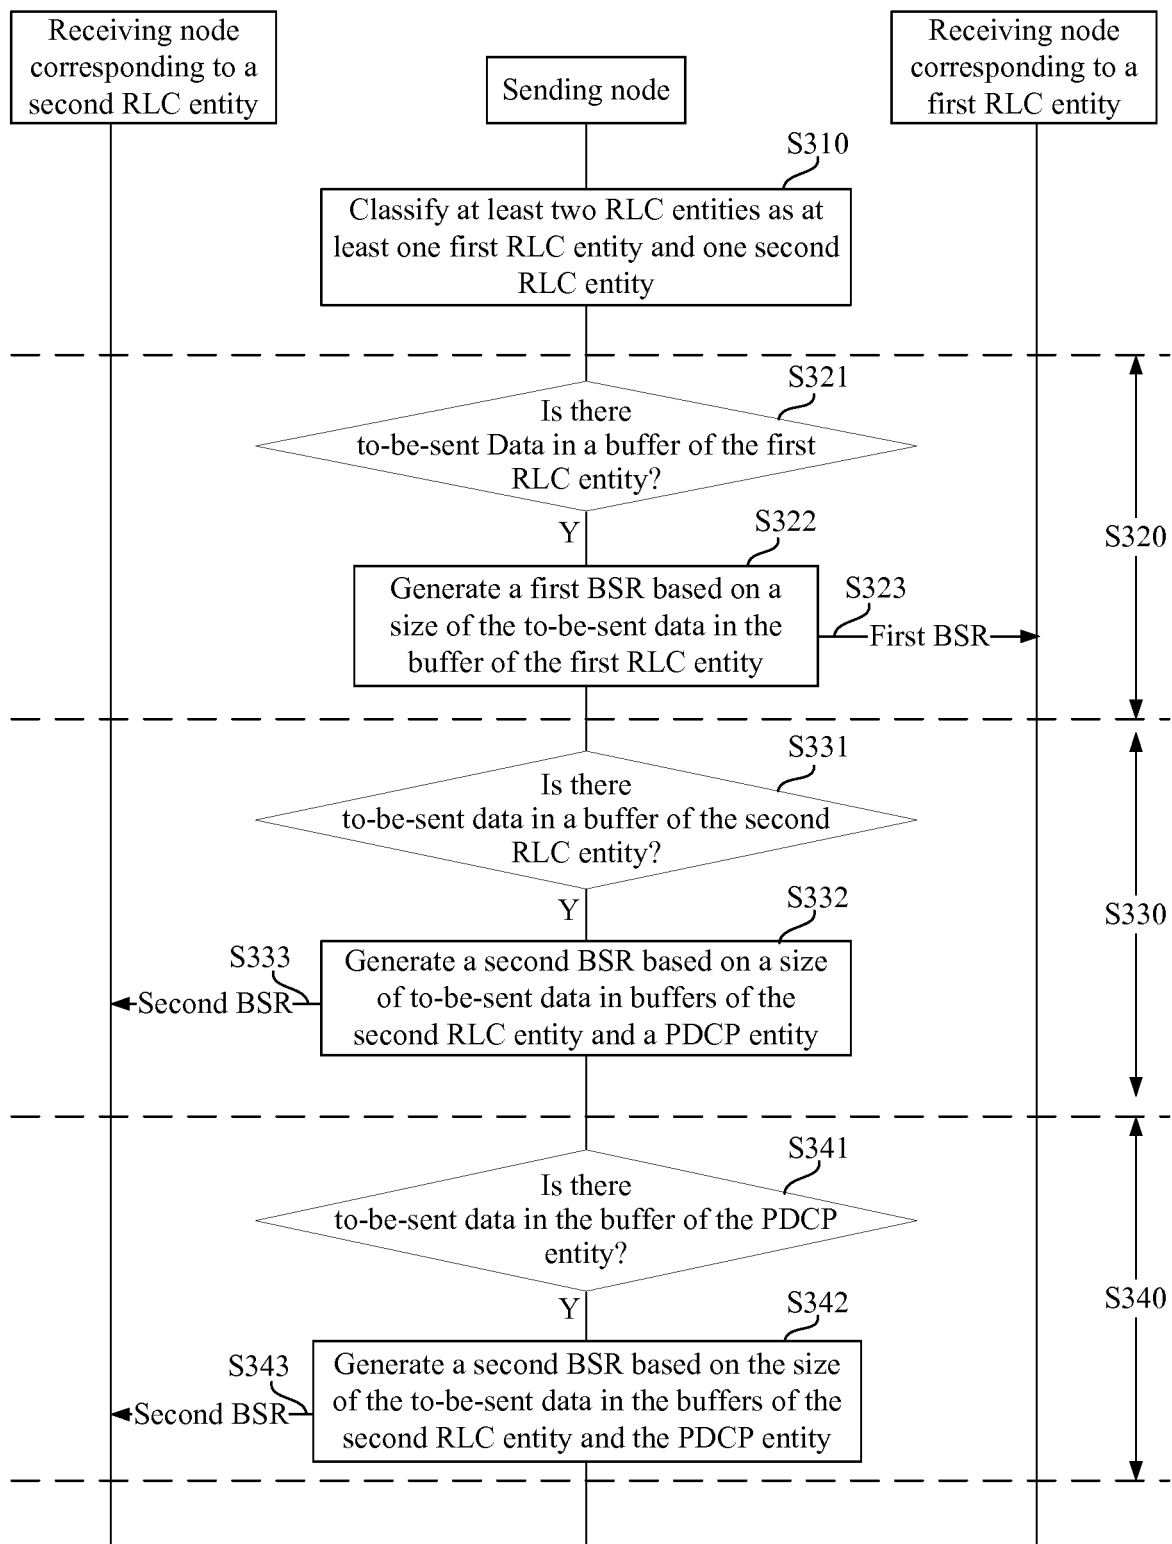 Receiving node
corresponding to a
second RLC entity
Sending node
Receiving node
corresponding to a
first RLC entity
S310
Classify at least two RLC entities as at
least one first RLC entity and one second
RLC entity
S321
Is there
to-be-sent Data in a buffer of the first
RLC entity?
Y
S322
Generate a first BSR based on a
size of the to-be-sent data in the
buffer of the first RLC entity
S323
First BSR
S320
S331
Is there
to-be-sent data in a buffer of the second
RLC entity?
Y
S332
Generate a second BSR based on a size
of to-be-sent data in buffers of the
second RLC entity and a PDCP entity
S333
Second BSR
S330
S341
Is there
to-be-sent data in the buffer of the PDCP
entity?
Y
S342
Generate a second BSR based on the size
of the to-be-sent data in the buffers of the
second RLC entity and the PDCP entity
S343
Second BSR
S340